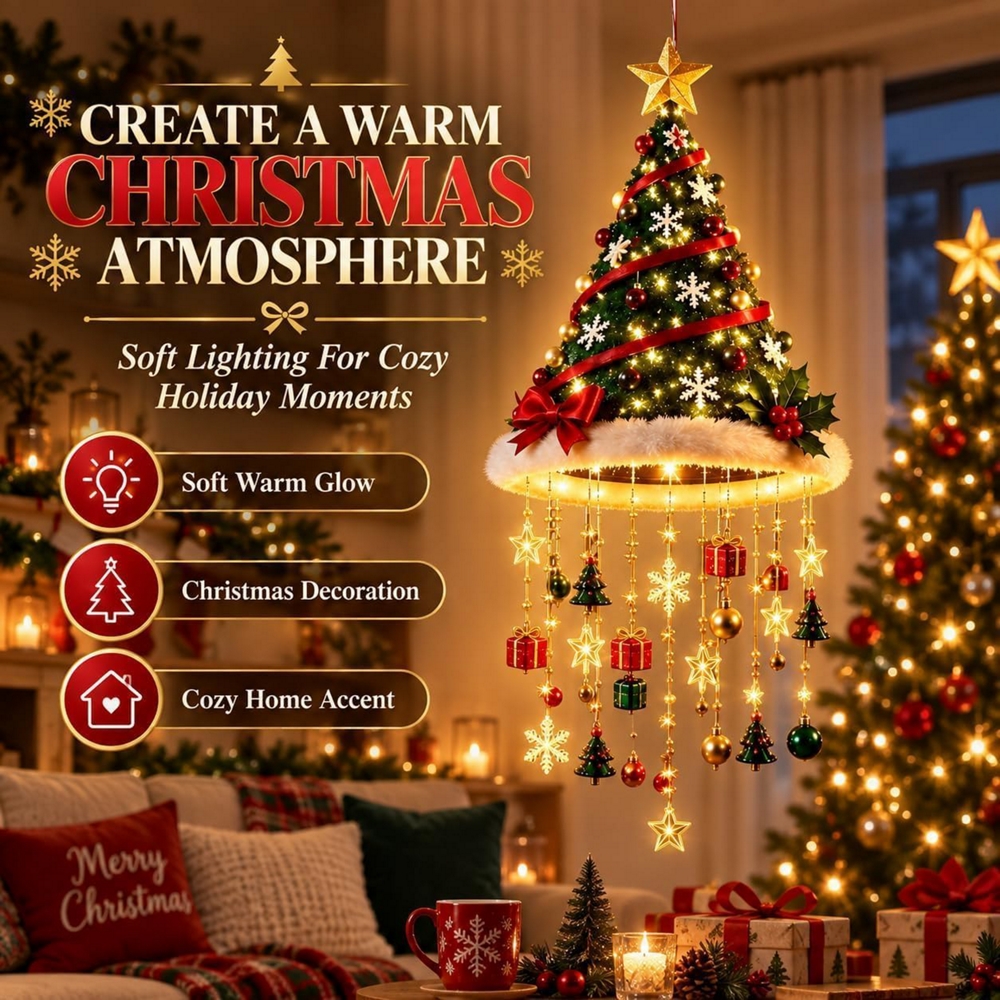 CREATE A WARM
CHRISTMAS
ATMOSPHERE
Soft Lighting For Cozy
Holiday Moments
Soft Warm Glow
Christmas Decoration
Cozy Home Accent
Merry
Christmas